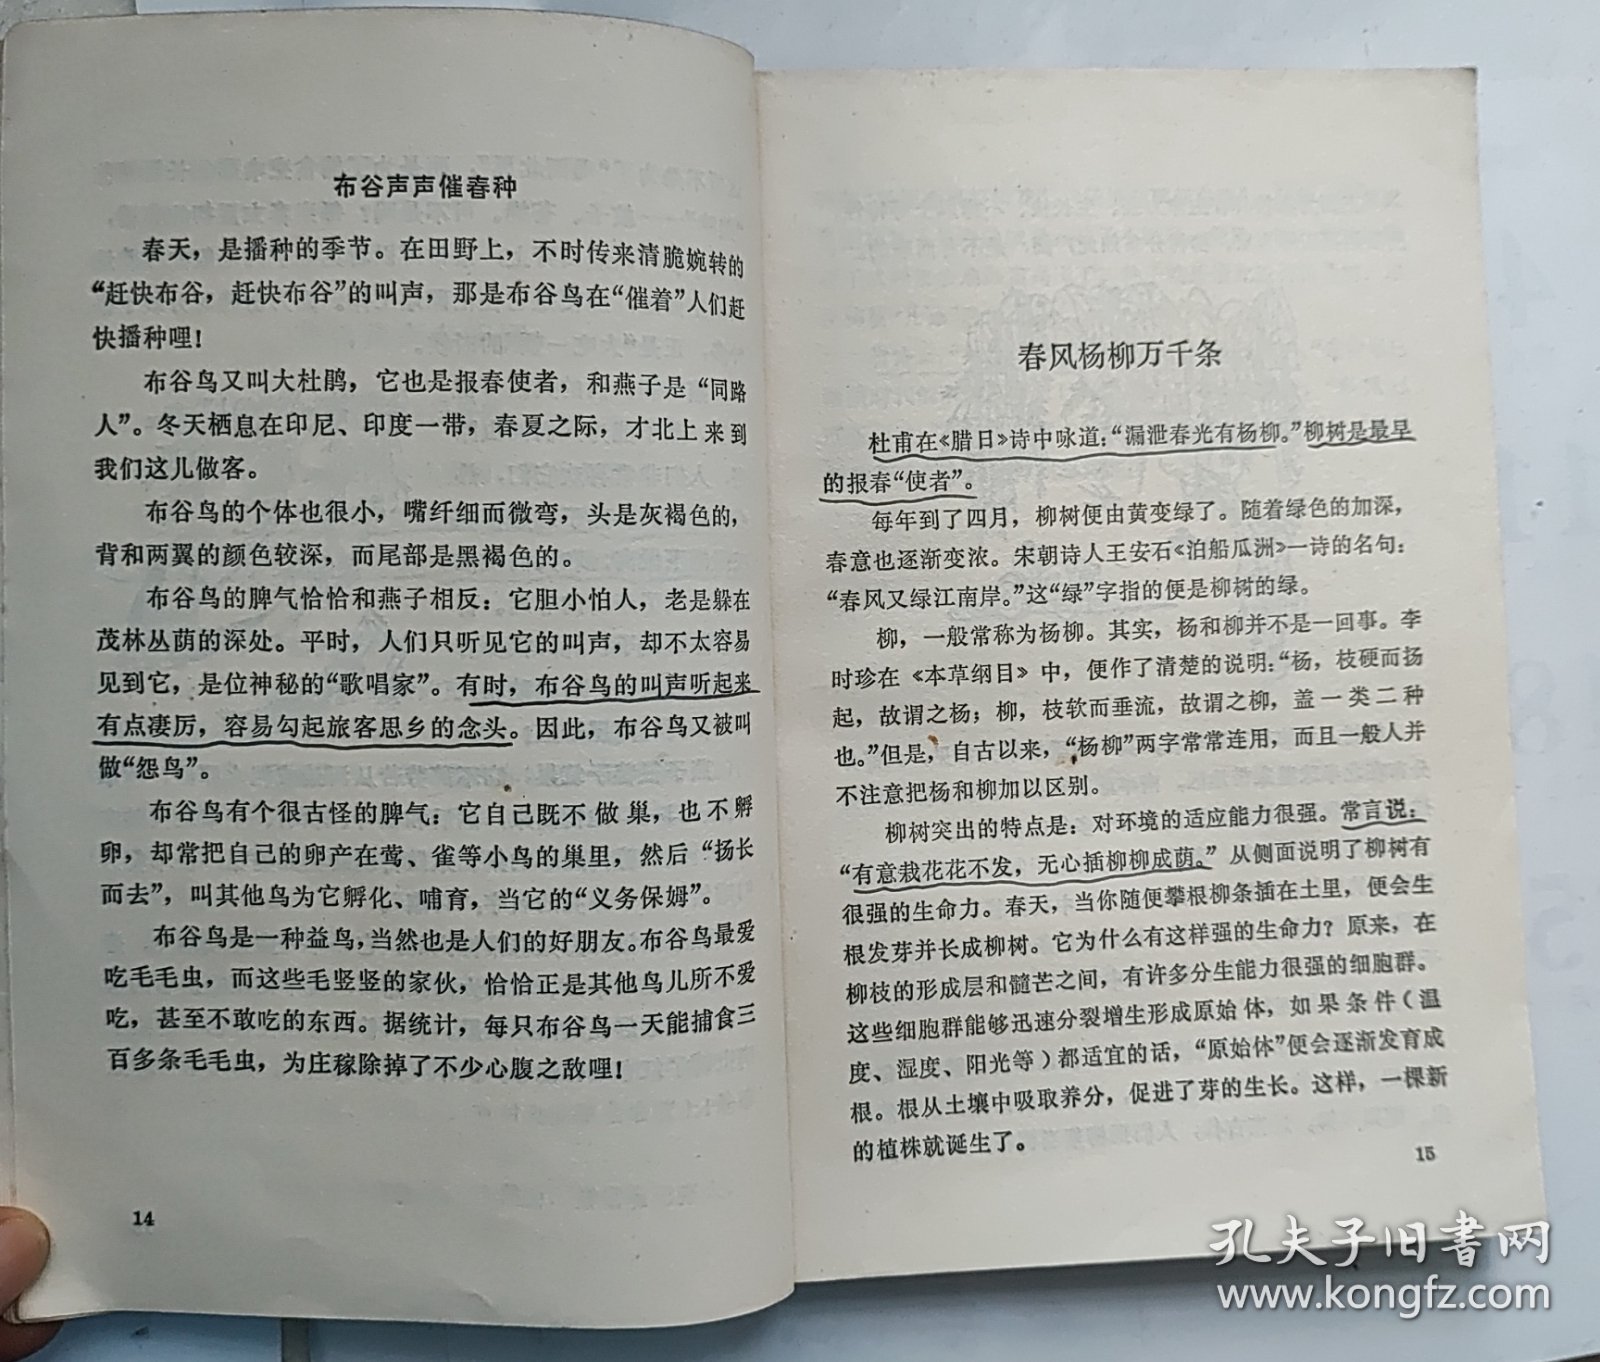 布谷声声催春种
春天，是播种的季节。在田野上，不时传来清脆婉转的
“赶快布谷，赶快布谷”的叫声，那是布谷鸟在“催着”人们赶
快播种哩！
布谷鸟又叫大杜鹃，它也是报春使者，和燕子是“同路
人”。冬天栖息在印尼、印度一带，春夏之际，才北上来到
我们这儿做客。
布谷鸟的个体也很小，嘴纤细而微弯，头是灰褐色的，
背和两翼的颜色较深，而尾部是黑褐色的。
布谷鸟的脾气恰恰和燕子相反：它胆小怕人，老是躲在
茂林丛荫的深处。平时，人们只听见它的叫声，却不太容易
见到它，是位神秘的“歌唱家”。有时，布谷鸟的叫声听起来
有点凄厉，容易勾起旅客思乡的念头。因此，布谷鸟又被叫
做“怨鸟”。
布谷鸟有个很古怪的脾气：它自己既不做巢，也不孵
卵，却常把自己的卵产在莺、雀等小鸟的巢里，然后“扬长
而去”，叫其他鸟为它孵化、哺育，当它的“义务保姆”。
布谷鸟是一种益鸟，当然也是人们的好朋友。布谷鸟最爱
吃毛毛虫，而这些毛竖竖的家伙，恰恰正是其他鸟儿所不爱
吃，甚至不敢吃的东西。据统计，每只布谷鸟一天能捕食三
百多条毛毛虫，为庄稼除掉了不少心腹之敌哩！
14
春风杨柳万千条
杜甫在《腊日》诗中咏道：“漏泄春光有杨柳。”柳树是最早
的报春“使者”。
每年到了四月，柳树便由黄变绿了。随着绿色的加深，
春意也逐渐变浓。宋朝诗人王安石《泊船瓜洲》一诗的名句：
“春风又绿江南岸。”这“绿”字指的便是柳树的绿。
柳，一般常称为杨柳。其实，杨和柳并不是一回事。李
时珍在《本草纲目》中，便作了清楚的说明：“杨，枝硬而扬
起，故谓之杨；柳，枝软而垂流，故谓之柳，盖一类二种
也。”但是，自古以来，“杨柳”两字常常连用，而且一般人并
不注意把杨和柳加以区别。
柳树突出的特点是：对环境的适应能力很强。常言说：
“有意栽花花不发，无心插柳柳成荫。”从侧面说明了柳树有
很强的生命力。春天，当你随便攀根柳条插在土里，便会生
根发芽并长成柳树。它为什么有这样强的生命力？原来，在
柳枝的形成层和髓芒之间，有许多分生能力很强的细胞群。
这些细胞群能够迅速分裂增生形成原始体，如果条件（温
度、湿度、阳光等）都适宜的话，“原始体”便会逐渐发育成
根。根从土壤中吸取养分，促进了芽的生长。这样，一棵新
的植株就诞生了。
15
孔夫子旧书网
www.kongfz.com